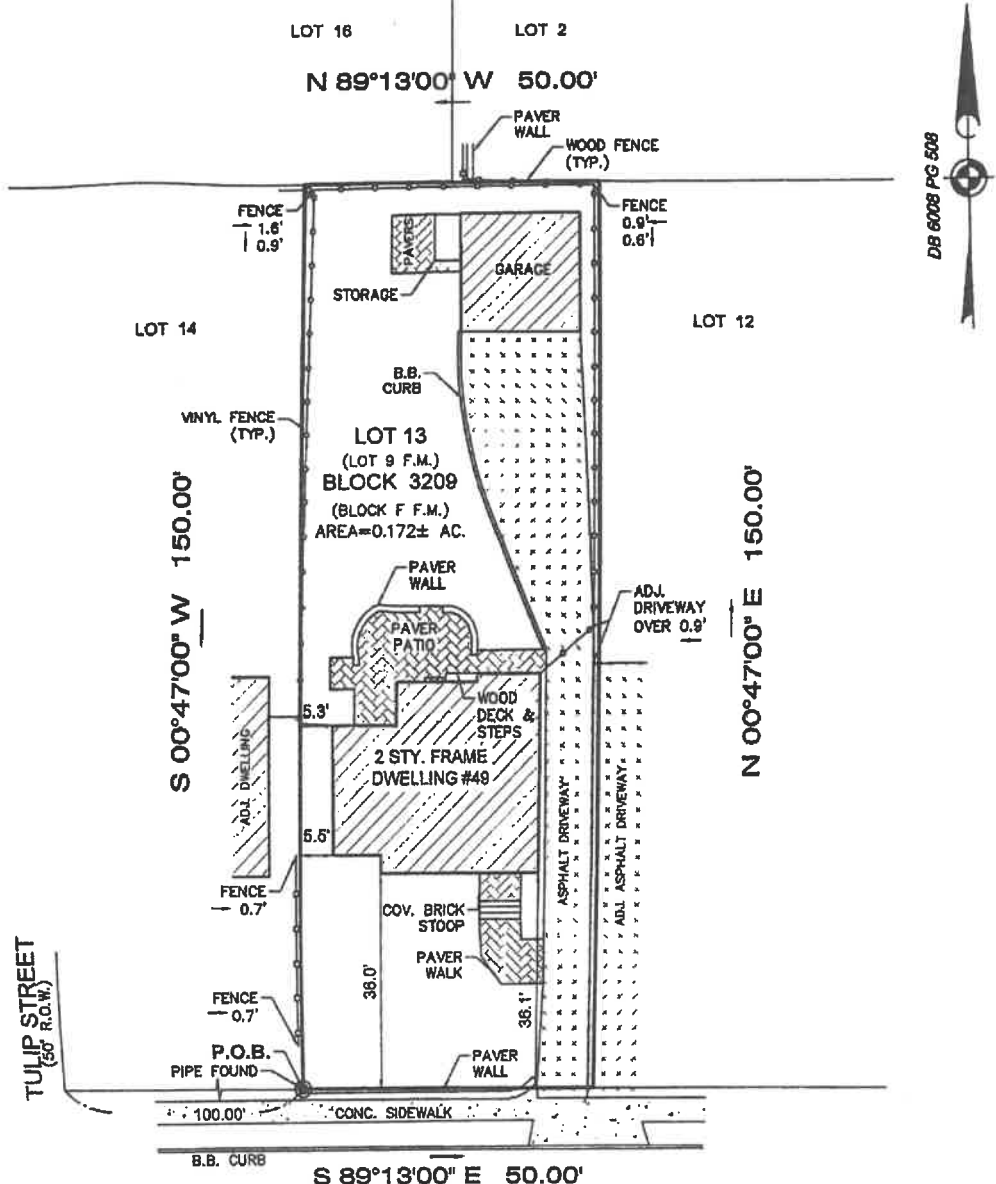 LOT 16
LOT 2
N 89°13'00" W 50.00'
PAVER
WALL
WOOD FENCE
(TYP.)
DB 6008 PG 508
FENCE
1.6'
0.9'
FENCE
0.9'
0.6'
PAVERS
GARAGE
STORAGE
LOT 14
LOT 12
B.B.
CURB
VINYL FENCE
(TYP.)
LOT 13
(LOT 9 F.M.)
BLOCK 3209
(BLOCK F F.M.)
AREA=0.172± AC.
S 00°47'00" W 150.00'
N 00°47'00" E 150.00'
PAVER
WALL
ADJ.
DRIVEWAY
OVER 0.9'
PAVER
PATIO
WOOD
DECK &
STEPS
5.3'
ADJ. DWELLING
2 STY. FRAME
DWELLING #49
5.5'
ASPHALT DRIVEWAY
ADJ. ASPHALT DRIVEWAY
FENCE
0.7'
COV. BRICK
STOOP
PAVER
WALK
36.0'
36.1'
TULIP STREET
(50' R.O.W.)
FENCE
0.7'
P.O.B.
PIPE FOUND
PAVER
WALL
100.00'
CONC. SIDEWALK
B.B. CURB
S 89°13'00" E 50.00'